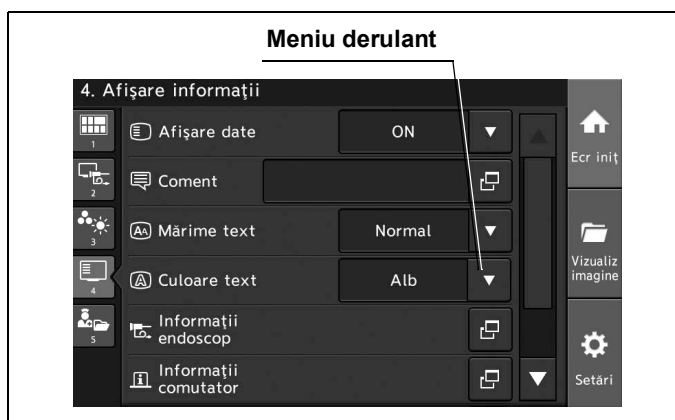 Meniu derulant
4. Afişare informaţii
1
Afişare date
ON
Ecr iniţ
2
Coment
3
AA Mărime text
Normal
Vizualiz
imagine
4
A Culoare text
Alb
5
Informaţii
endoscop
Informaţii
comutator
Setări